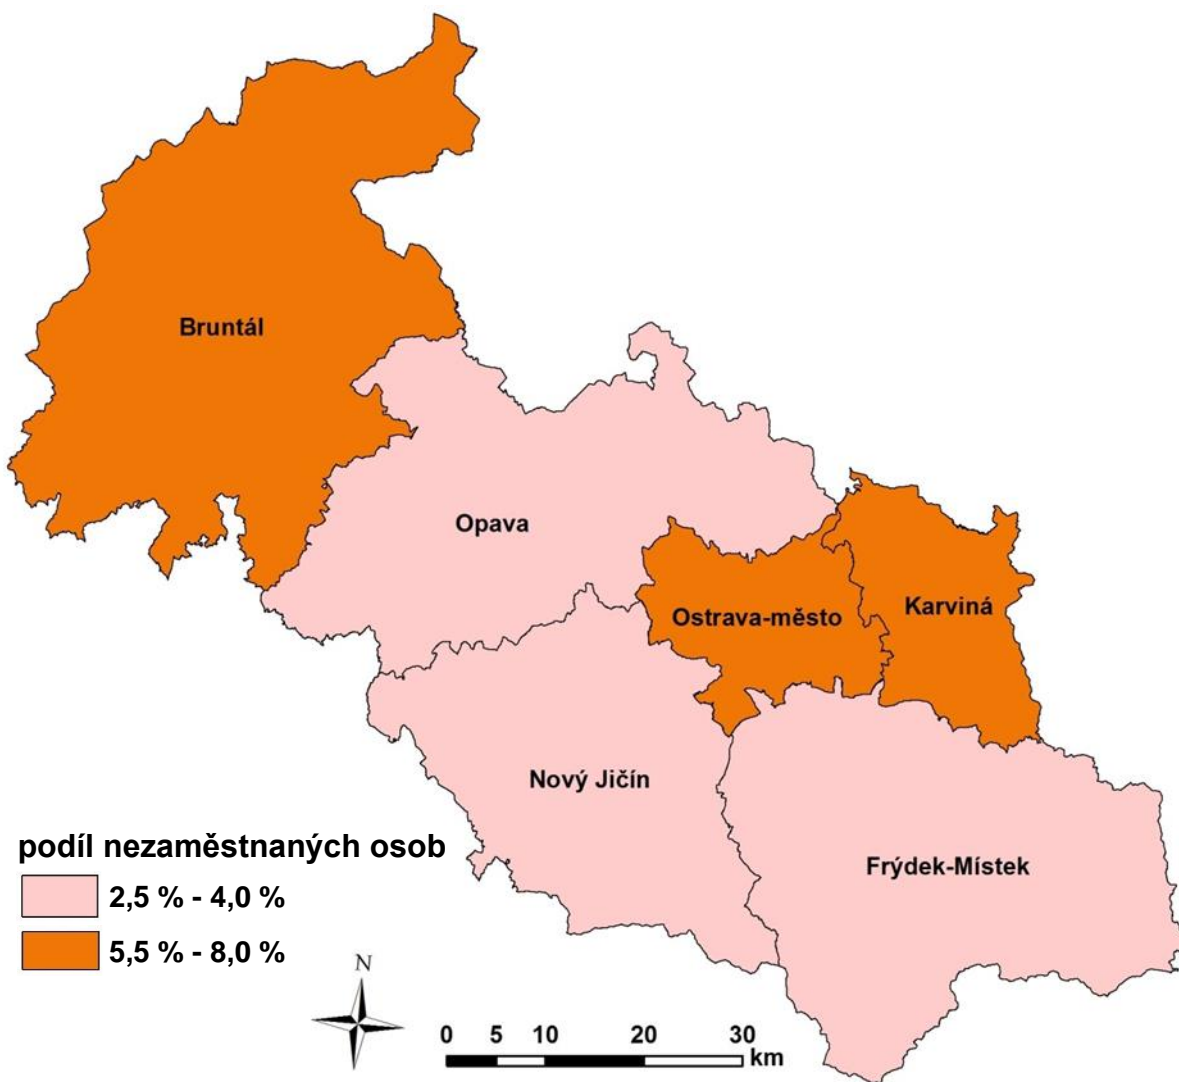 Bruntál
Opava
Ostrava-město
Karviná
Nový Jičín
Frýdek-Místek
podíl nezaměstnaných osob
2,5 % - 4,0 %
5,5 % - 8,0 %
N
0 5 10 20 30
km